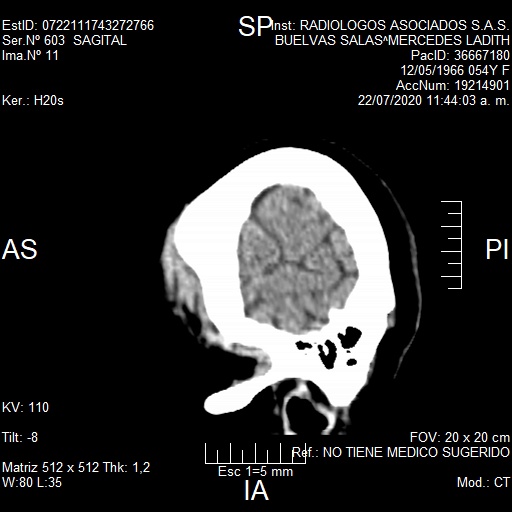 EstID: 0722111743272766
Ser.Nº 603 SAGITAL
Ima.Nº 11
Ker.: H20s
SP
Inst: RADIOLOGOS ASOCIADOS S.A.S.
BUELVAS SALAS^MERCEDES LADITH
PacID: 36667180
12/05/1966 054Y F
AccNum: 19214901
22/07/2020 11:44:03 a. m.
AS
PI
KV: 110
Tilt: -8
Matriz 512 x 512 Thk: 1,2
W:80 L:35
Esc 1=5 mm
IA
FOV: 20 x 20 cm
Ref.: NO TIENE MEDICO SUGERIDO
Mod.: CT